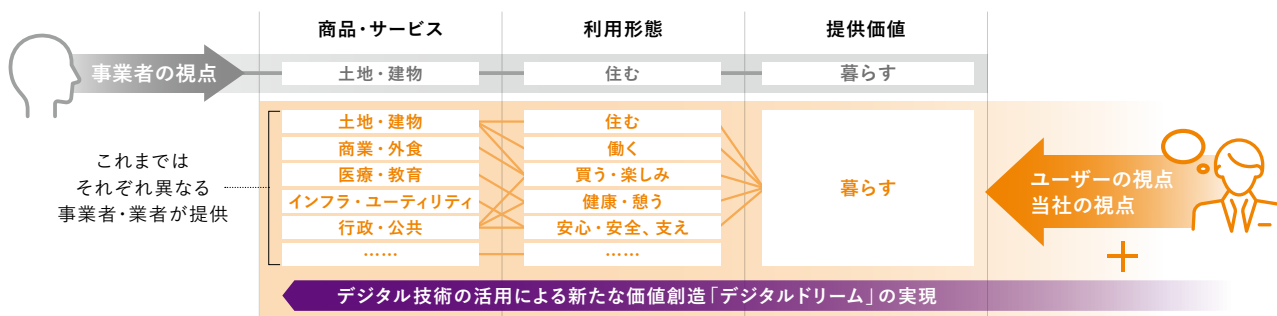 商品・サービス
利用形態
提供価値
事業者の視点
土地・建物
住む
暮らす
これまでは
それぞれ異なる
事業者・業者が提供
土地・建物
商業・外食
医療・教育
インフラ・ユーティリティ
行政・公共
……
住む
働く
買う・楽しみ
健康・憩う
安心・安全、支え
……
暮らす
ユーザーの視点
当社の視点
+
デジタル技術の活用による新たな価値創造「デジタルドリーム」の実現